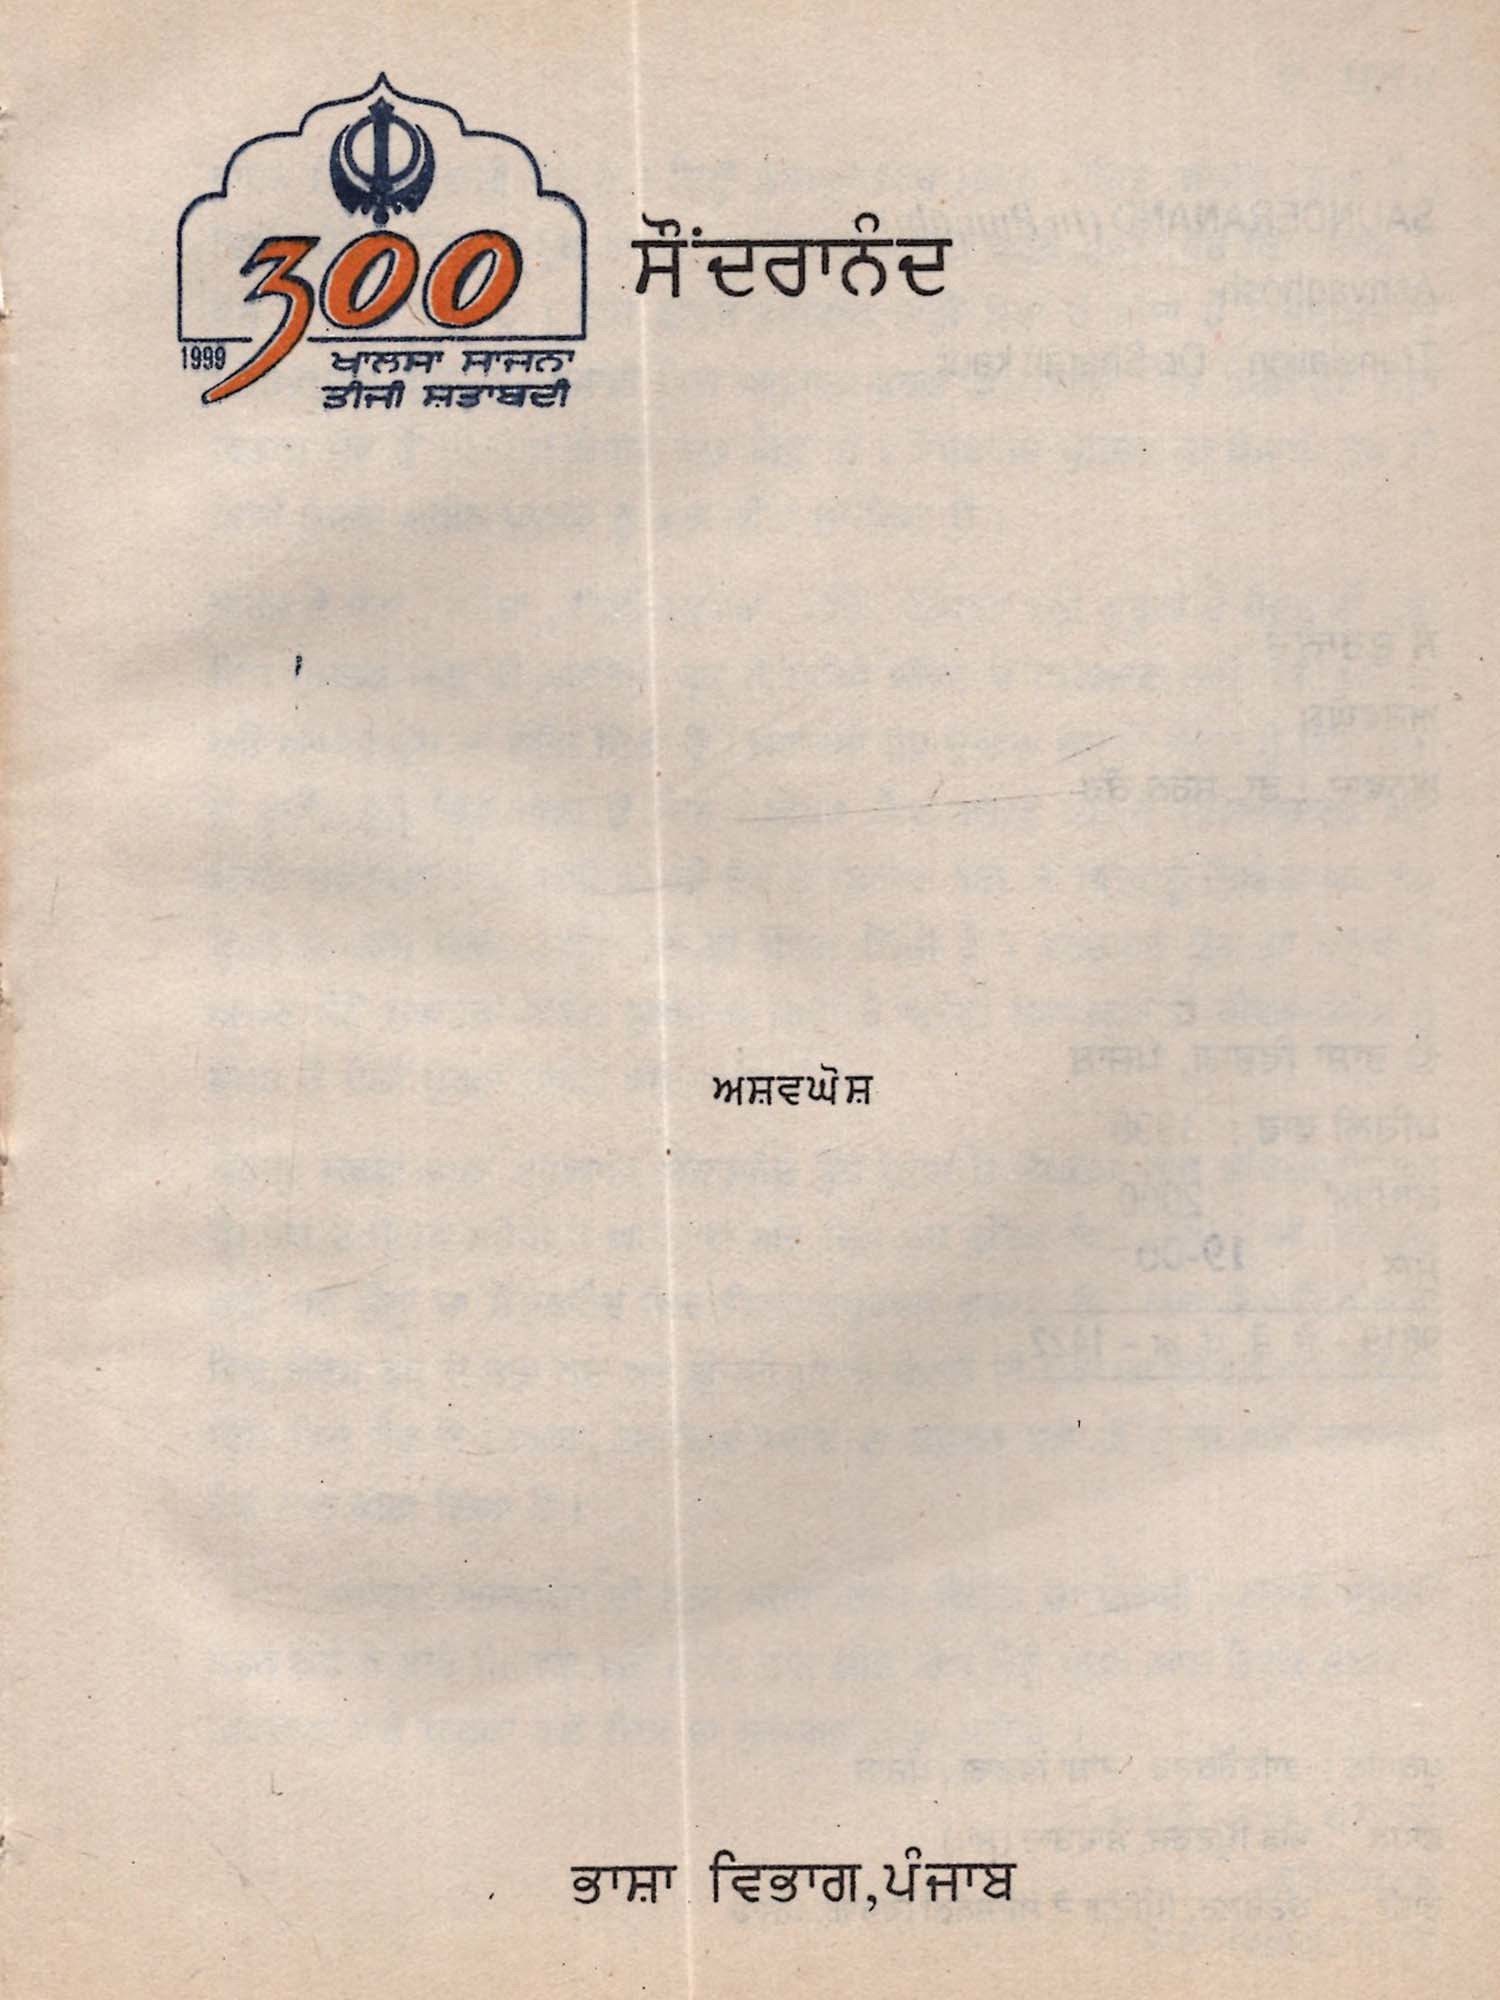 300
1999
ਖਾਲਸਾ ਸਾਜਨਾ
ਤੀਜੀ ਸ਼ਤਾਬਦੀ
ਸੌਂਦਰਾਨੰਦ
ਅਸ਼ਵਘੋਸ਼
ਭਾਸ਼ਾ ਵਿਭਾਗ,ਪੰਜਾਬ